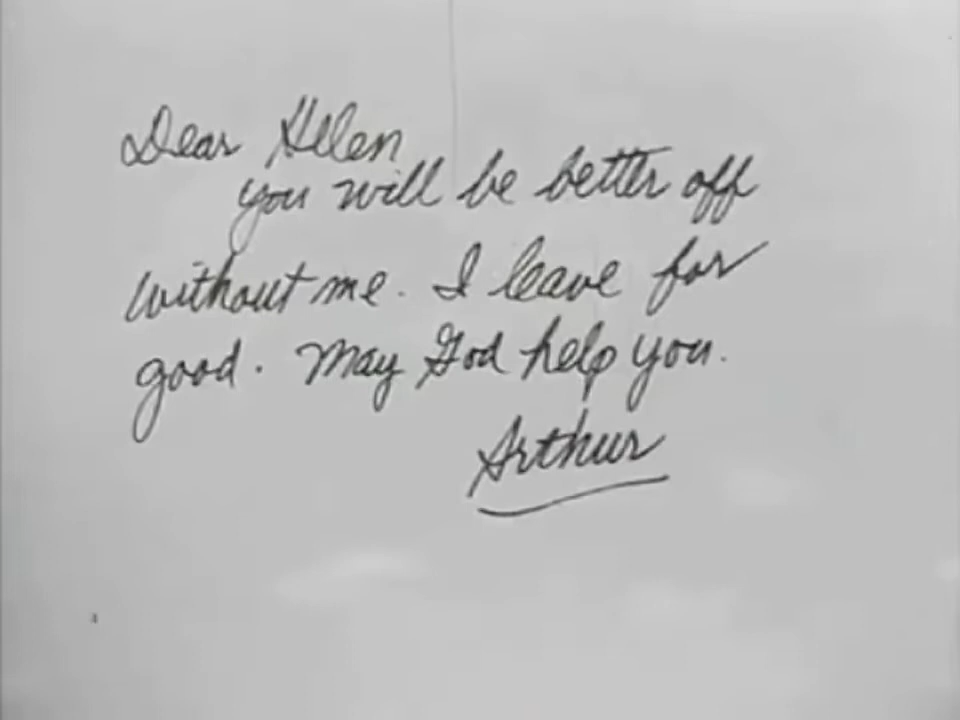 Dear Helen
you will be better off
without me. I leave for
good. May God help you.
Arthur